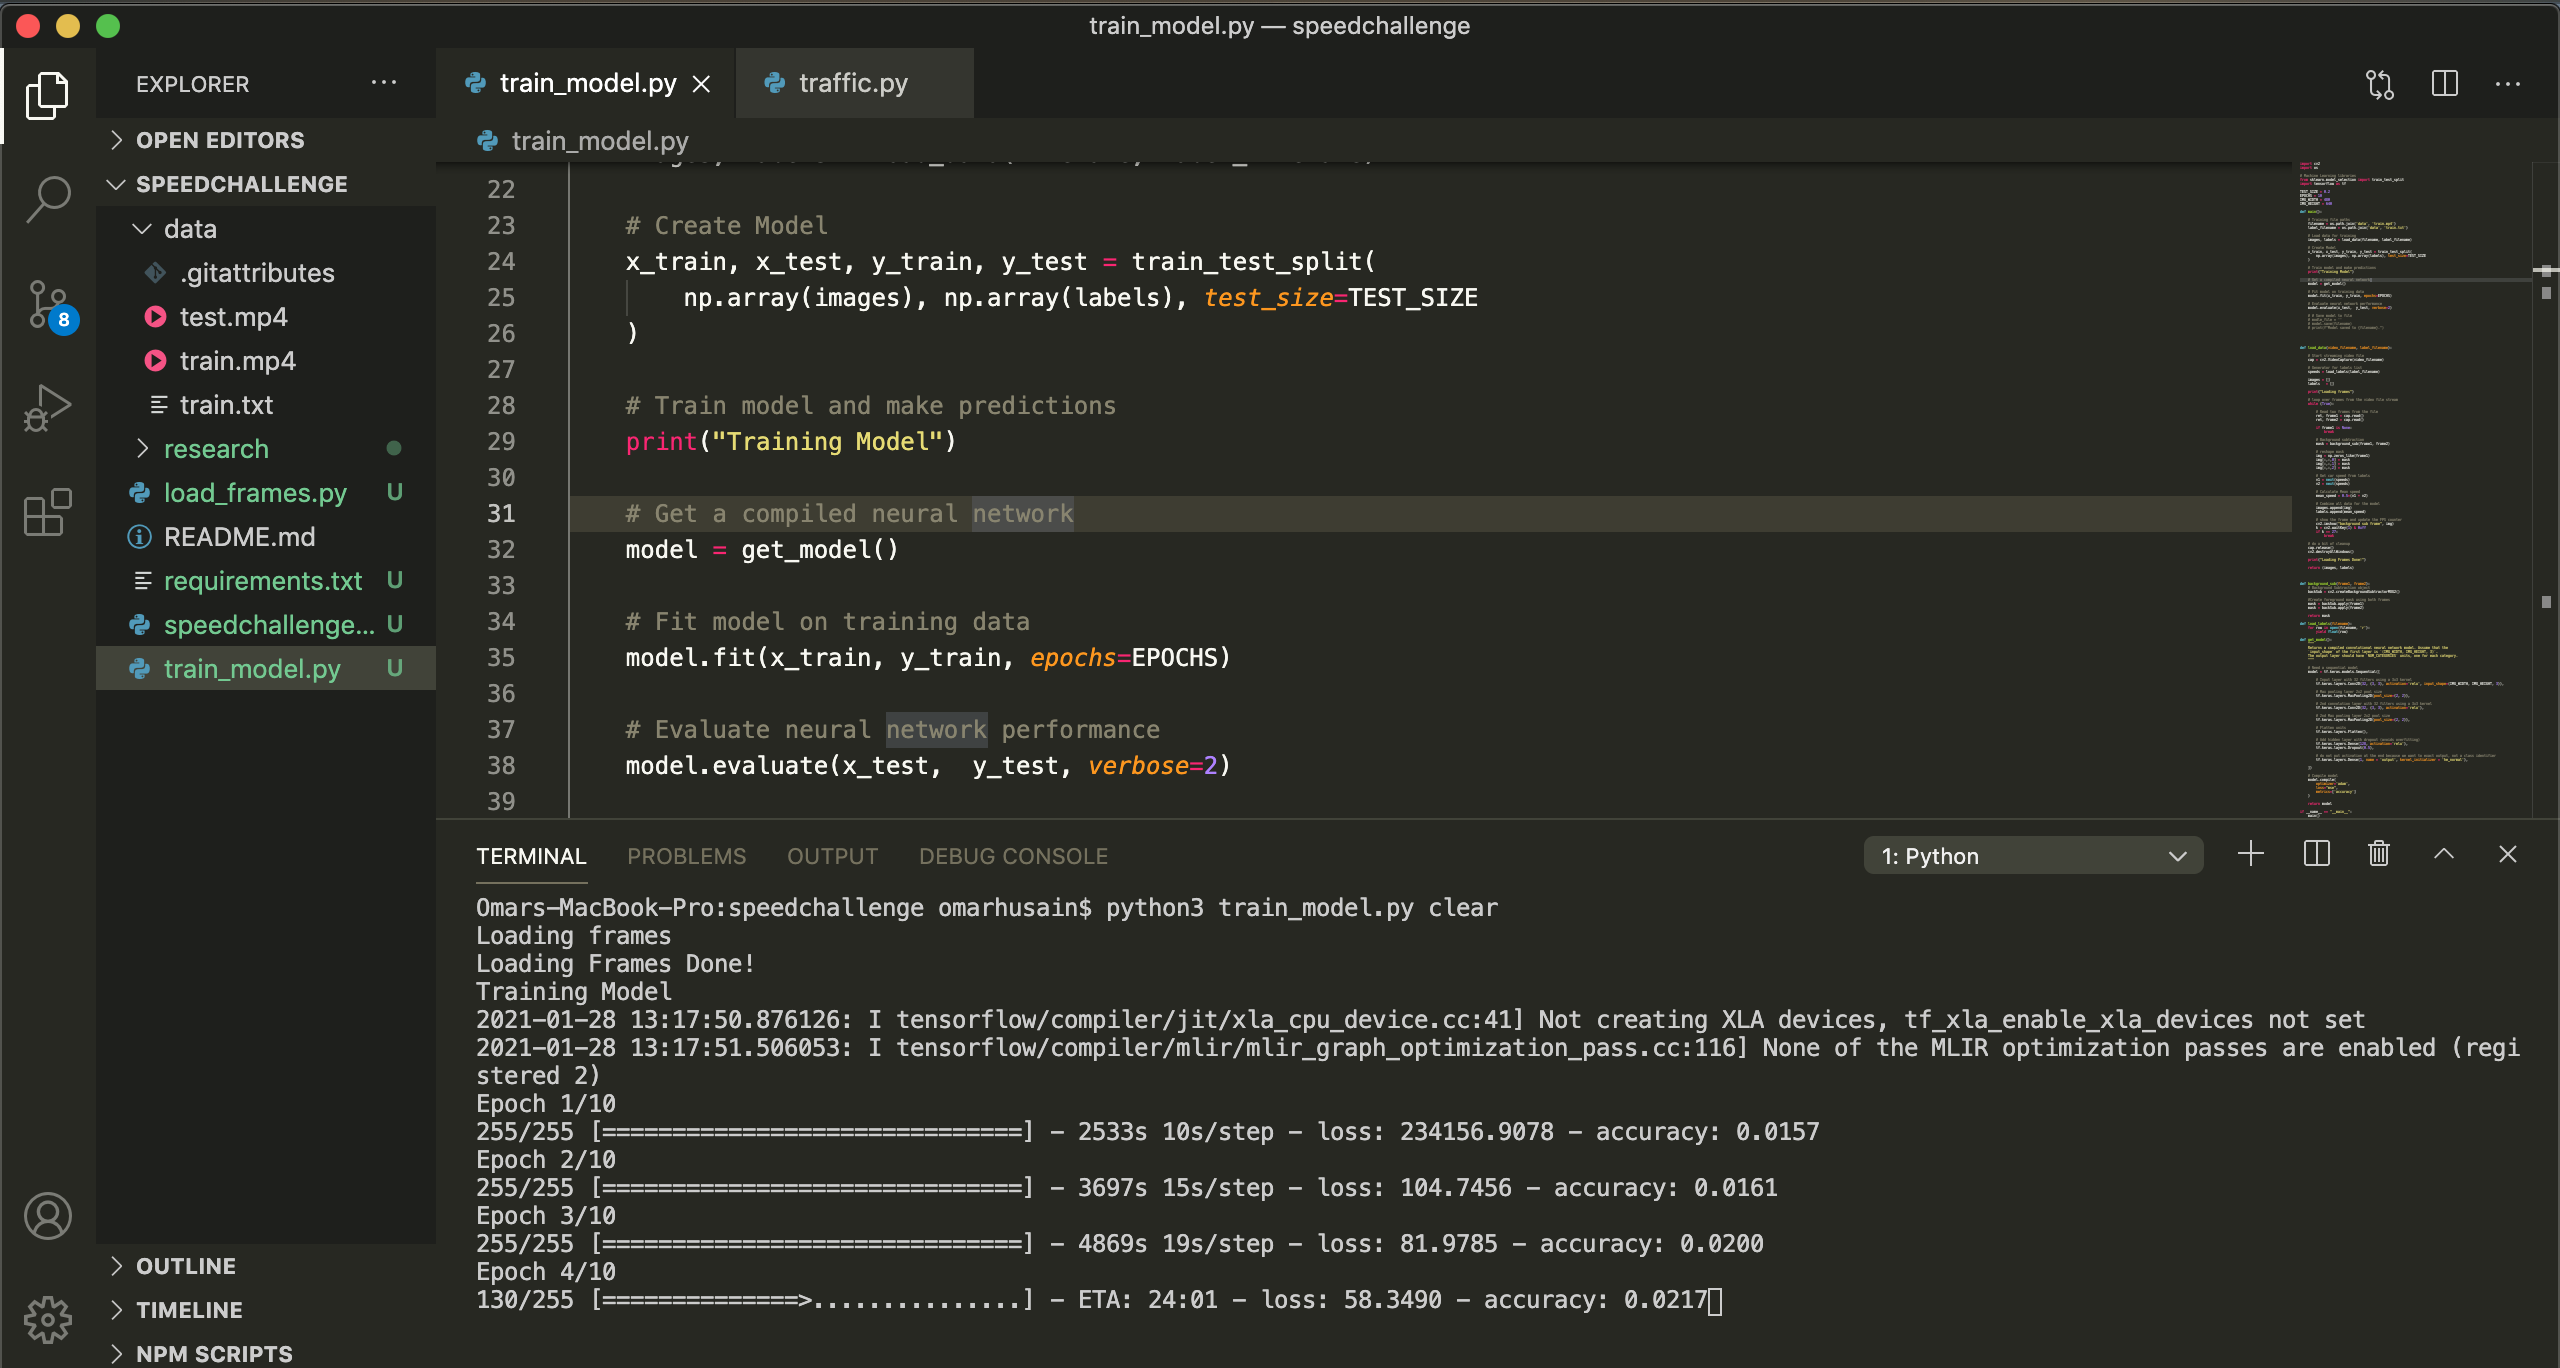 train_model.py — speedchallenge
EXPLORER
train_model.py
traffic.py
OPEN EDITORS
train_model.py
SPEEDCHALLENGE
data
.gitattributes
test.mp4
train.mp4
train.txt
research
load_frames.py U
README.md
requirements.txt U
speedchallenge... U
train_model.py U
8
OUTLINE
TIMELINE
NPM SCRIPTS
22
23 # Create Model
24 x_train, x_test, y_train, y_test = train_test_split(
25 np.array(images), np.array(labels), test_size=TEST_SIZE
26 )
27
28 # Train model and make predictions
29 print("Training Model")
30
31 # Get a compiled neural network
32 model = get_model()
33
34 # Fit model on training data
35 model.fit(x_train, y_train, epochs=EPOCHS)
36
37 # Evaluate neural network performance
38 model.evaluate(x_test,  y_test, verbose=2)
39
TERMINAL PROBLEMS OUTPUT DEBUG CONSOLE
1: Python
Omars-MacBook-Pro:speedchallenge omarhusain$ python3 train_model.py clear
Loading frames
Loading Frames Done!
Training Model
2021-01-28 13:17:50.876126: I tensorflow/compiler/jit/xla_cpu_device.cc:41] Not creating XLA devices, tf_xla_enable_xla_devices not set
2021-01-28 13:17:51.506053: I tensorflow/compiler/mlir/mlir_graph_optimization_pass.cc:116] None of the MLIR optimization passes are enabled (regi
stered 2)
Epoch 1/10
255/255 [==============================] - 2533s 10s/step - loss: 234156.9078 - accuracy: 0.0157
Epoch 2/10
255/255 [==============================] - 3697s 15s/step - loss: 104.7456 - accuracy: 0.0161
Epoch 3/10
255/255 [==============================] - 4869s 19s/step - loss: 81.9785 - accuracy: 0.0200
Epoch 4/10
130/255 [==============>...............] - ETA: 24:01 - loss: 58.3490 - accuracy: 0.0217